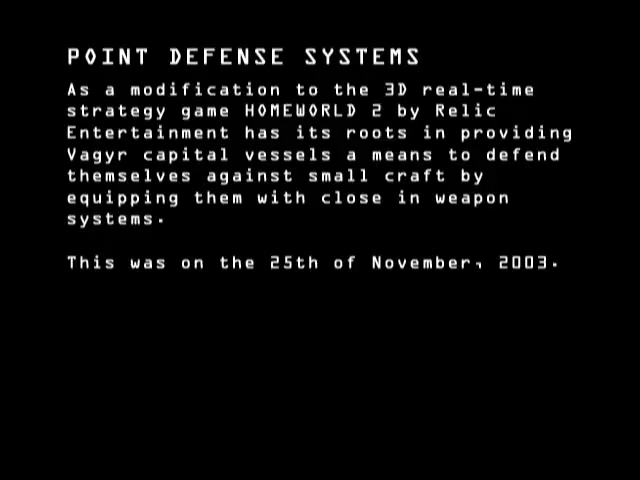 POINT DEFENSE SYSTEMS
As a modification to the 3D real-time
strategy game HOMEWORLD 2 by Relic
Entertainment has its roots in providing
Vagyr capital vessels a means to defend
themselves against small craft by
equipping them with close in weapon
systems.
This was on the 25th of November, 2003.